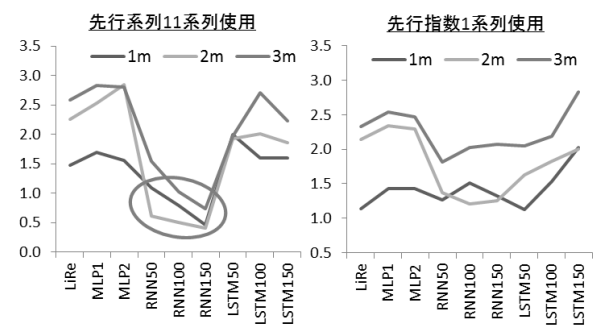 先行系列11系列使用
1m 2m 3m
3.5
3.0
2.5
2.0
1.5
1.0
0.5
0.0
LiRe
MLP1
MLP2
RNN50
RNN100
RNN150
LSTM50
LSTM100
LSTM150
先行指数1系列使用
1m 2m 3m
3.5
3.0
2.5
2.0
1.5
1.0
0.5
LiRe
MLP1
MLP2
RNN50
RNN100
RNN150
LSTM50
LSTM100
LSTM150